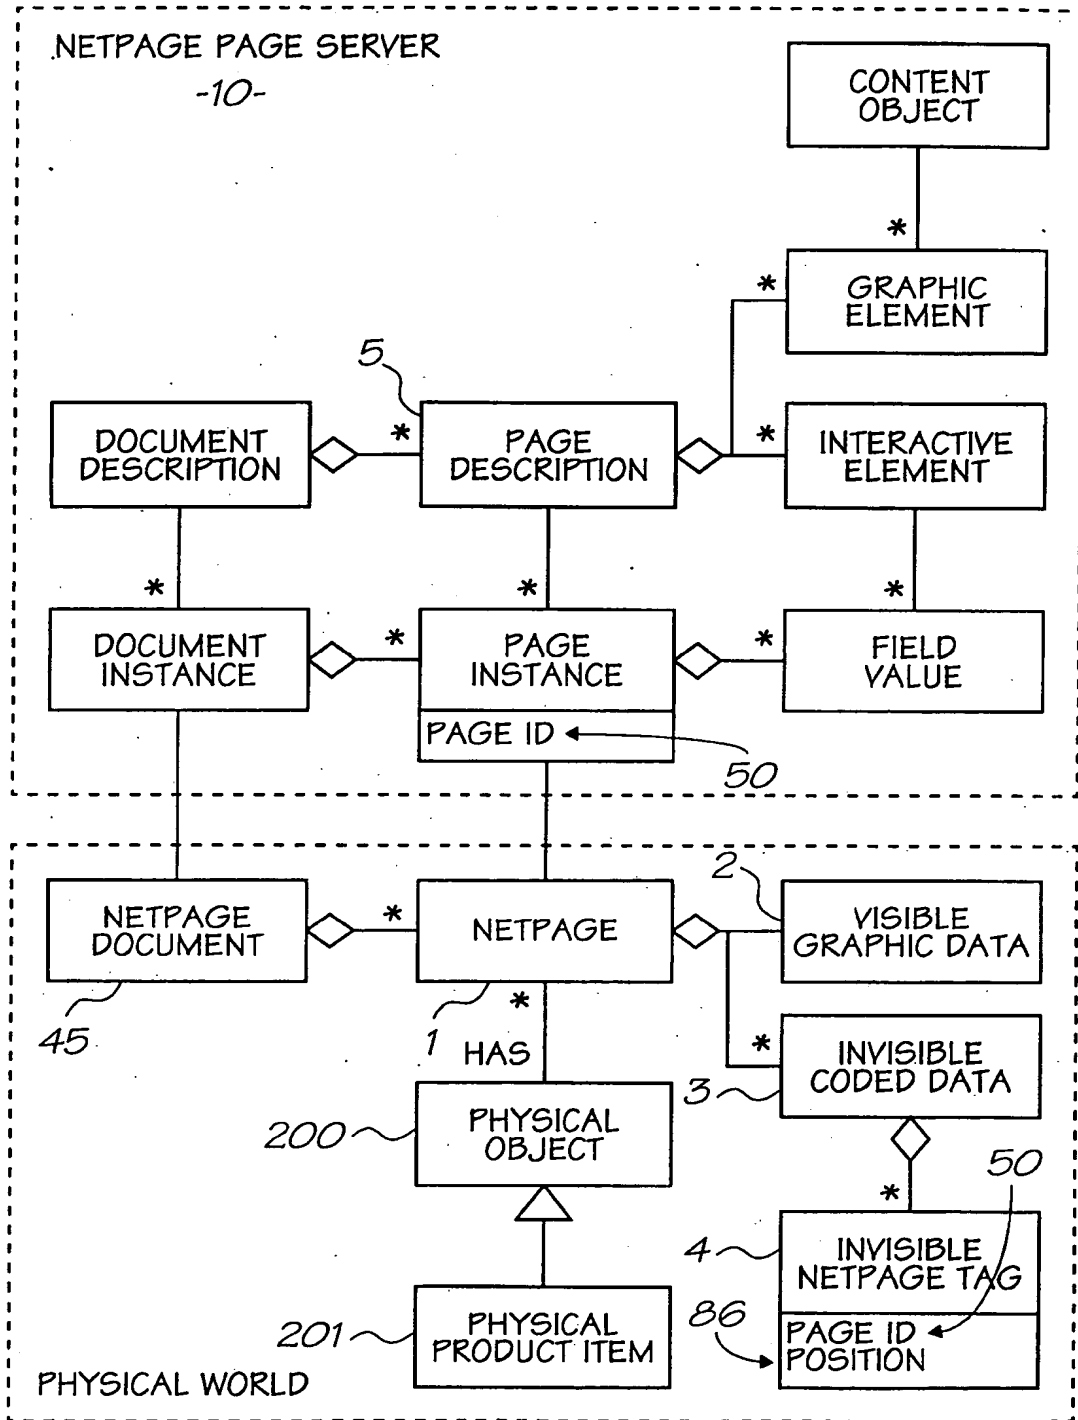 NETPAGE PAGE SERVER
-10-
CONTENT
OBJECT
*
*
GRAPHIC
ELEMENT
5
DOCUMENT
DESCRIPTION
*
PAGE
DESCRIPTION
*
INTERACTIVE
ELEMENT
*
*
*
DOCUMENT
INSTANCE
*
PAGE
INSTANCE
*
FIELD
VALUE
PAGE ID
50
NETPAGE
DOCUMENT
*
NETPAGE
2
VISIBLE
GRAPHIC DATA
45
1
*
HAS
*
INVISIBLE
CODED DATA
3
200
PHYSICAL
OBJECT
50
*
4
INVISIBLE
NETPAGE TAG
201
PHYSICAL
PRODUCT ITEM
86
PAGE ID
POSITION
PHYSICAL WORLD